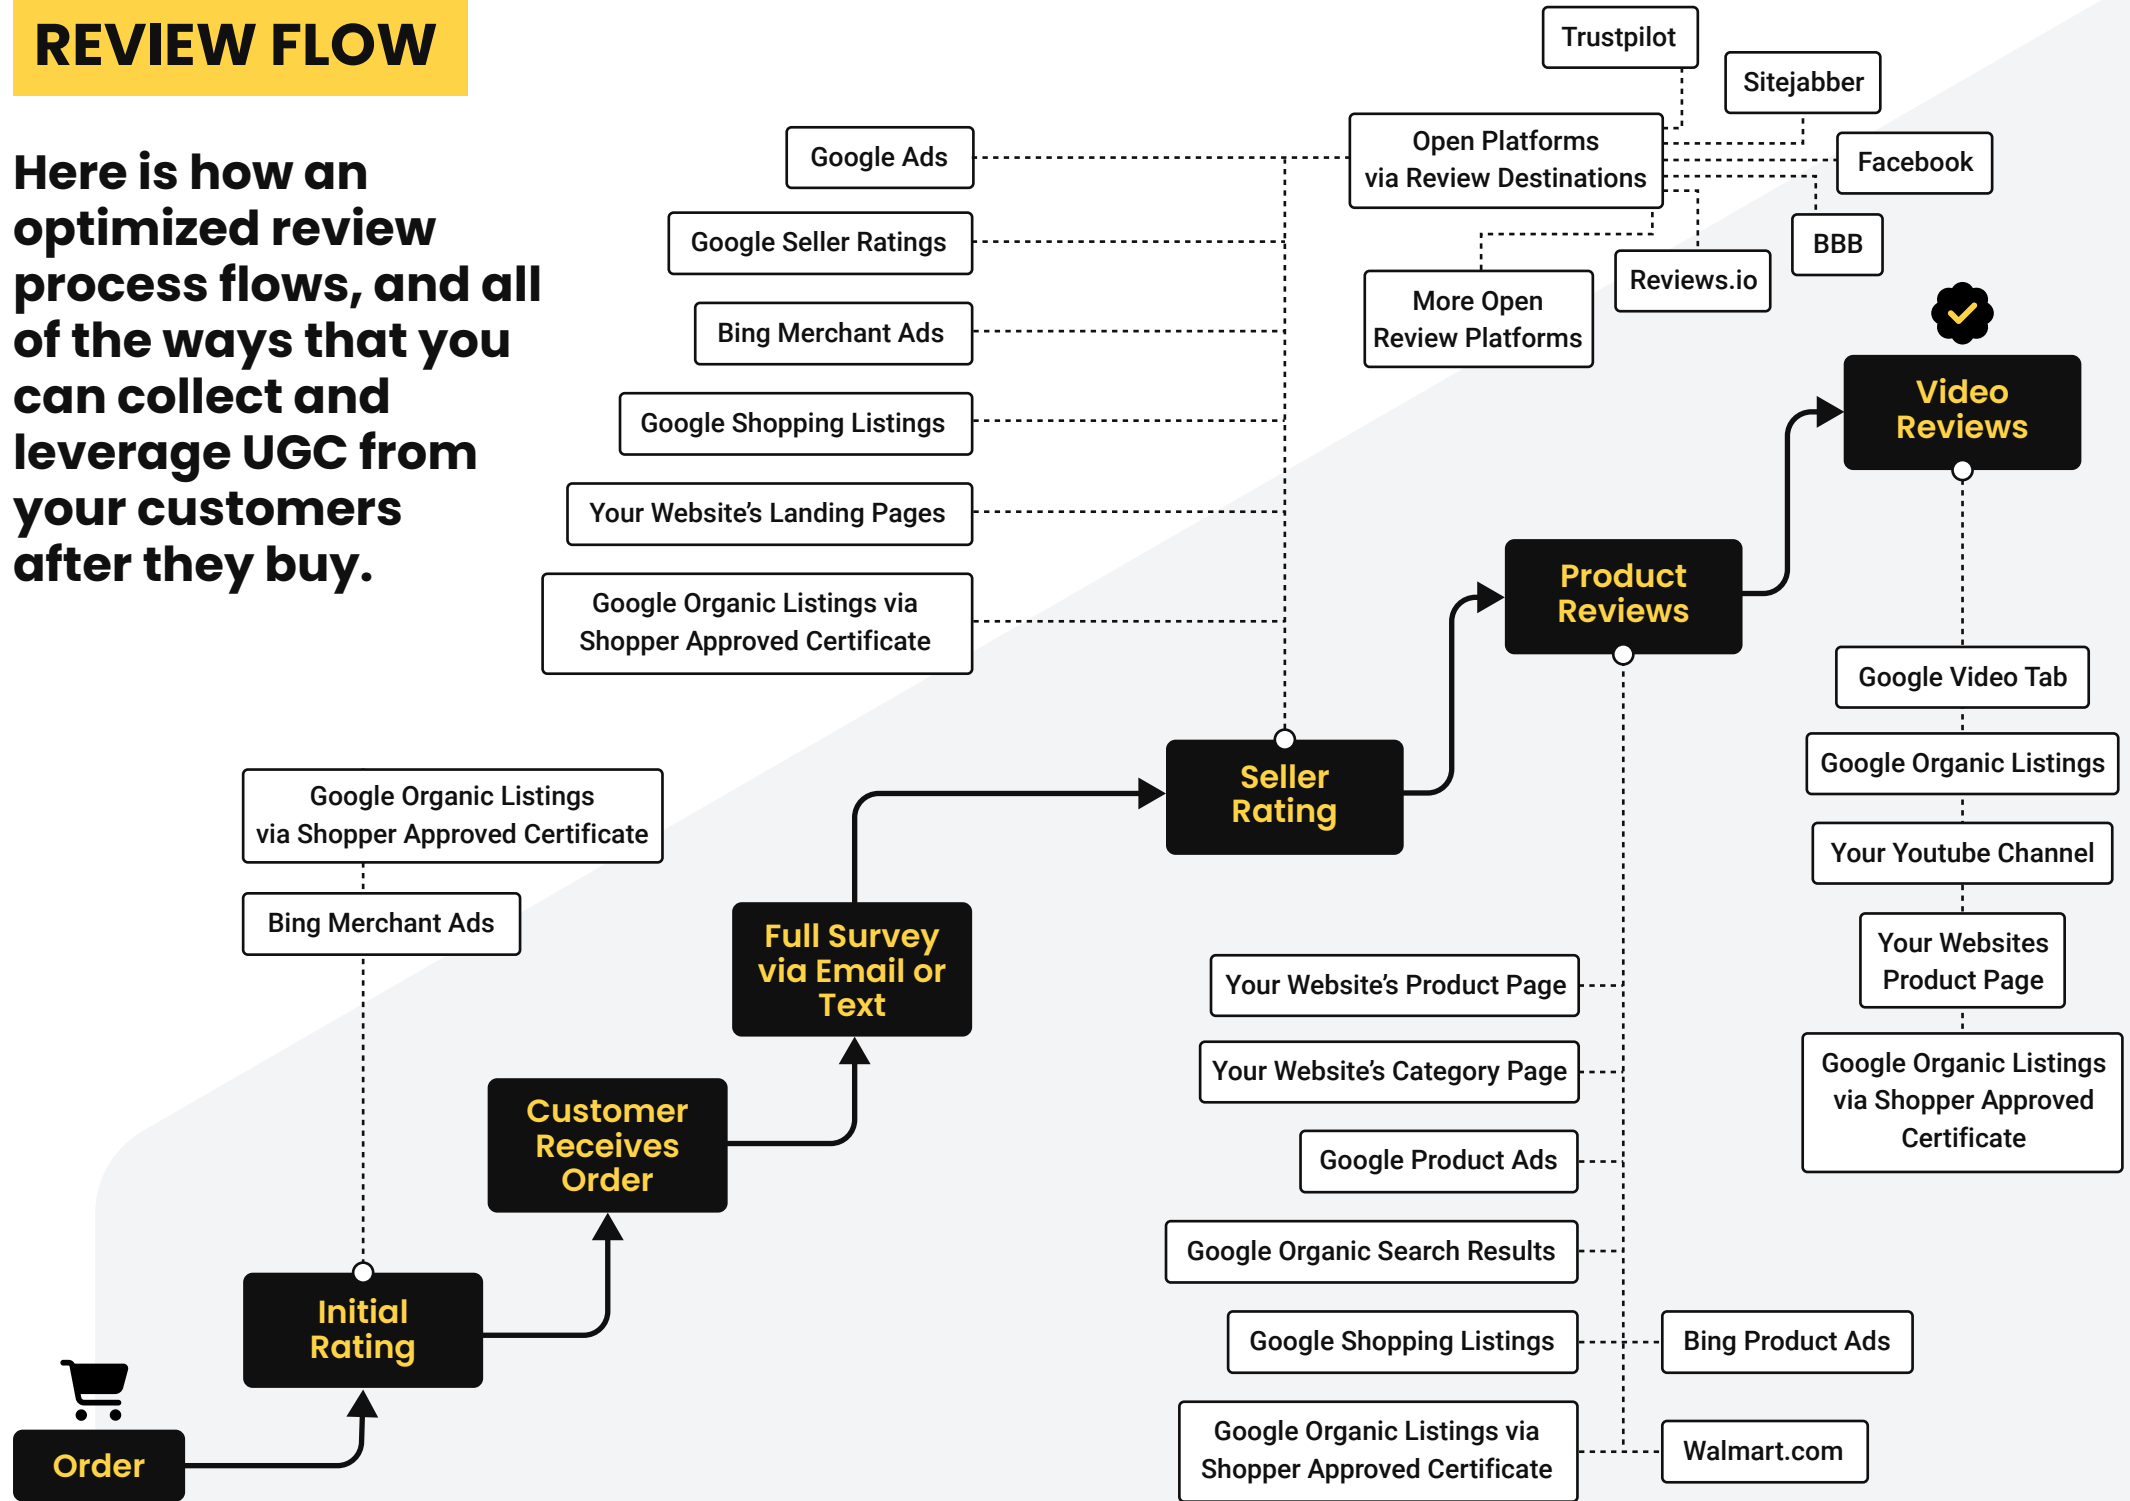 REVIEW FLOW
Here is how an
optimized review
process flows, and all
of the ways that you
can collect and
leverage UGC from
your customers
after they buy.
Trustpilot
Sitejabber
Google Ads
Open Platforms
via Review Destinations
Facebook
Google Seller Ratings
BBB
Reviews.io
More Open
Review Platforms
Bing Merchant Ads
Google Shopping Listings
Your Website’s Landing Pages
Google Organic Listings via
Shopper Approved Certificate
Video
Reviews
Product
Reviews
Google Video Tab
Google Organic Listings
Your Youtube Channel
Your Websites
Product Page
Google Organic Listings
via Shopper Approved
Certificate
Seller
Rating
Google Organic Listings
via Shopper Approved Certificate
Bing Merchant Ads
Full Survey
via Email or
Text
Your Website’s Product Page
Your Website’s Category Page
Google Product Ads
Google Organic Search Results
Google Shopping Listings
Bing Product Ads
Google Organic Listings via
Shopper Approved Certificate
Walmart.com
Customer
Receives
Order
Initial
Rating
Order